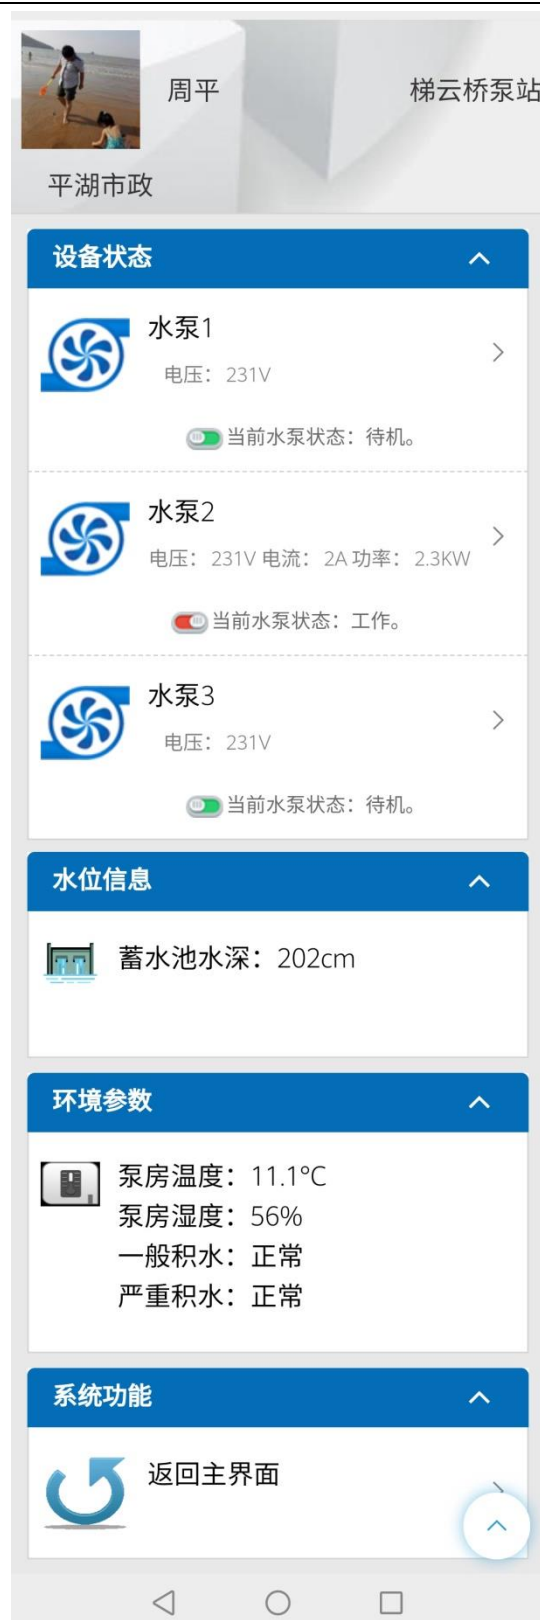 周平 梯云桥泵站
平湖市政
设备状态
水泵1
电压： 231V
当前水泵状态：待机。
水泵2
电压： 231V 电流： 2A 功率： 2.3KW
当前水泵状态：工作。
水泵3
电压： 231V
当前水泵状态：待机。
水位信息
蓄水池水深：202cm
环境参数
泵房温度：11.1°C
泵房湿度：56%
一般积水：正常
严重积水：正常
系统功能
返回主界面